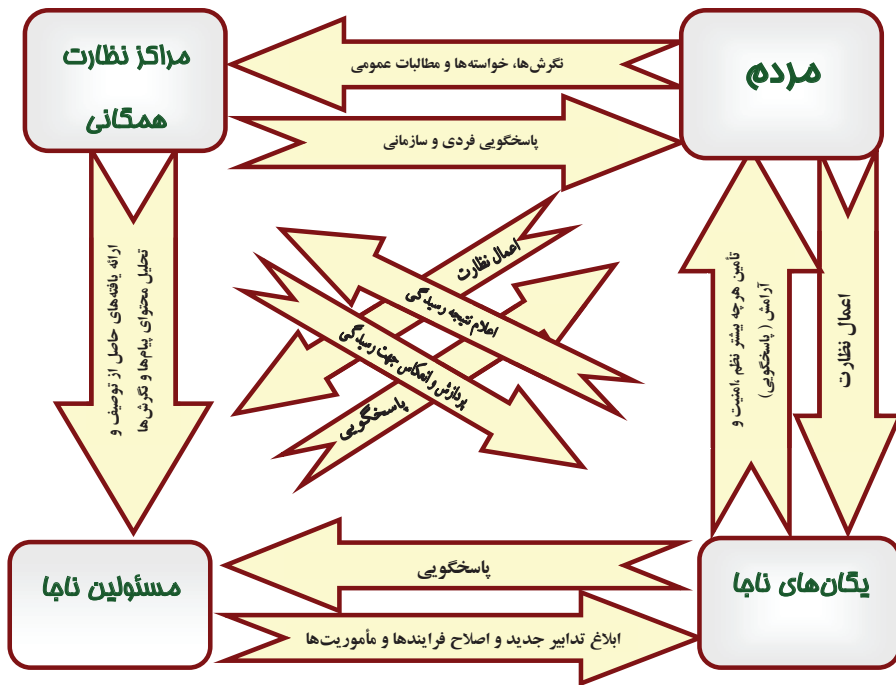 مردم
مراکز نظارت
همگانی
نگرش‌ها، خواسته‌ها و مطالبات عمومی
پاسخگویی فردی و سازمانی
اعمال نظارت
تأمین هرچه بیشتر نظم ،امنیت و
آرامش ( پاسخگویی)
ارائه یافته‌های حاصل از توصیف و
تحلیل محتوای پیام‌ها و نگرش‌ها
اعمال نظارت
اعلام نتیجه رسیدگی
پردازش و انعکاس جهت رسیدگی
پاسخگویی
یگان‌های ناجا
مسئولین ناجا
پاسخگویی
ابلاغ تدابیر جدید و اصلاح فرایندها و مأموریت‌ها